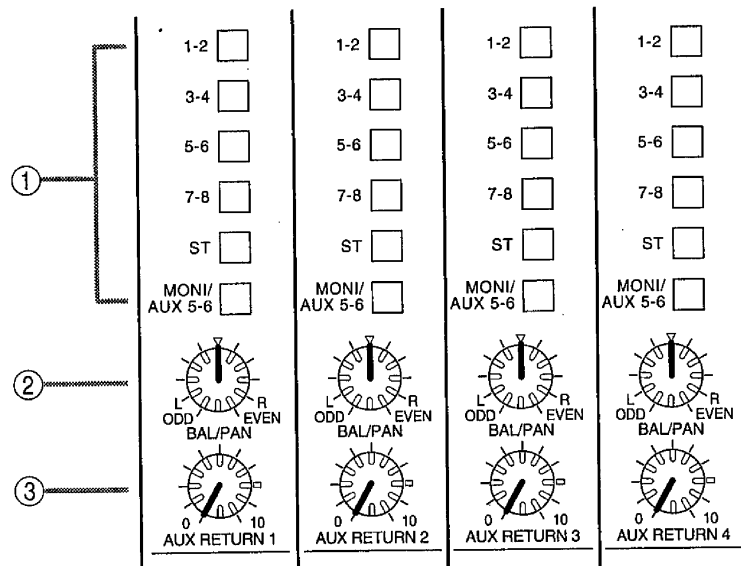 1-2 1-2 1-2 1-2
3-4 3-4 3-4 3-4
5-6 5-6 5-6 5-6
① 7-8 7-8 7-8 7-8
ST ST ST ST
MONI/ MONI/ MONI/ MONI/
AUX 5-6 AUX 5-6 AUX 5-6 AUX 5-6
②
L R L R L R L R
ODD EVEN ODD EVEN ODD EVEN ODD EVEN
BAL/PAN BAL/PAN BAL/PAN BAL/PAN
③
0 10 0 10 0 10 0 10
AUX RETURN 1 AUX RETURN 2 AUX RETURN 3 AUX RETURN 4